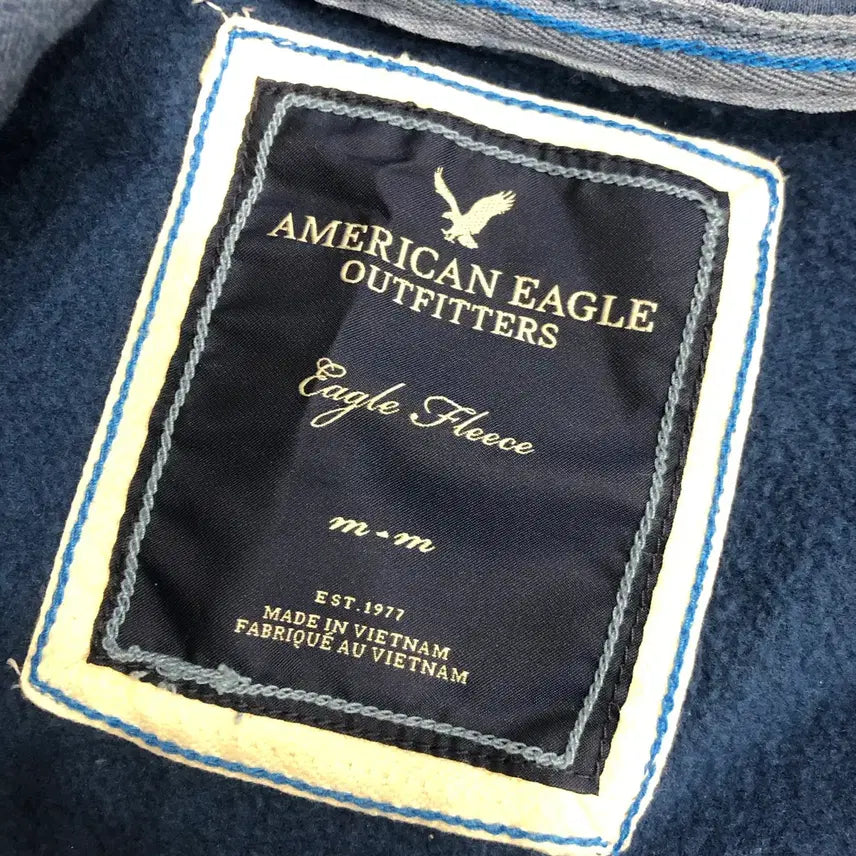 AMERICAN EAGLE
OUTFITTERS
Eagle Fleece
m-m
EST.1977
MADE IN VIETNAM
FABRIQUÉ AU VIETNAM